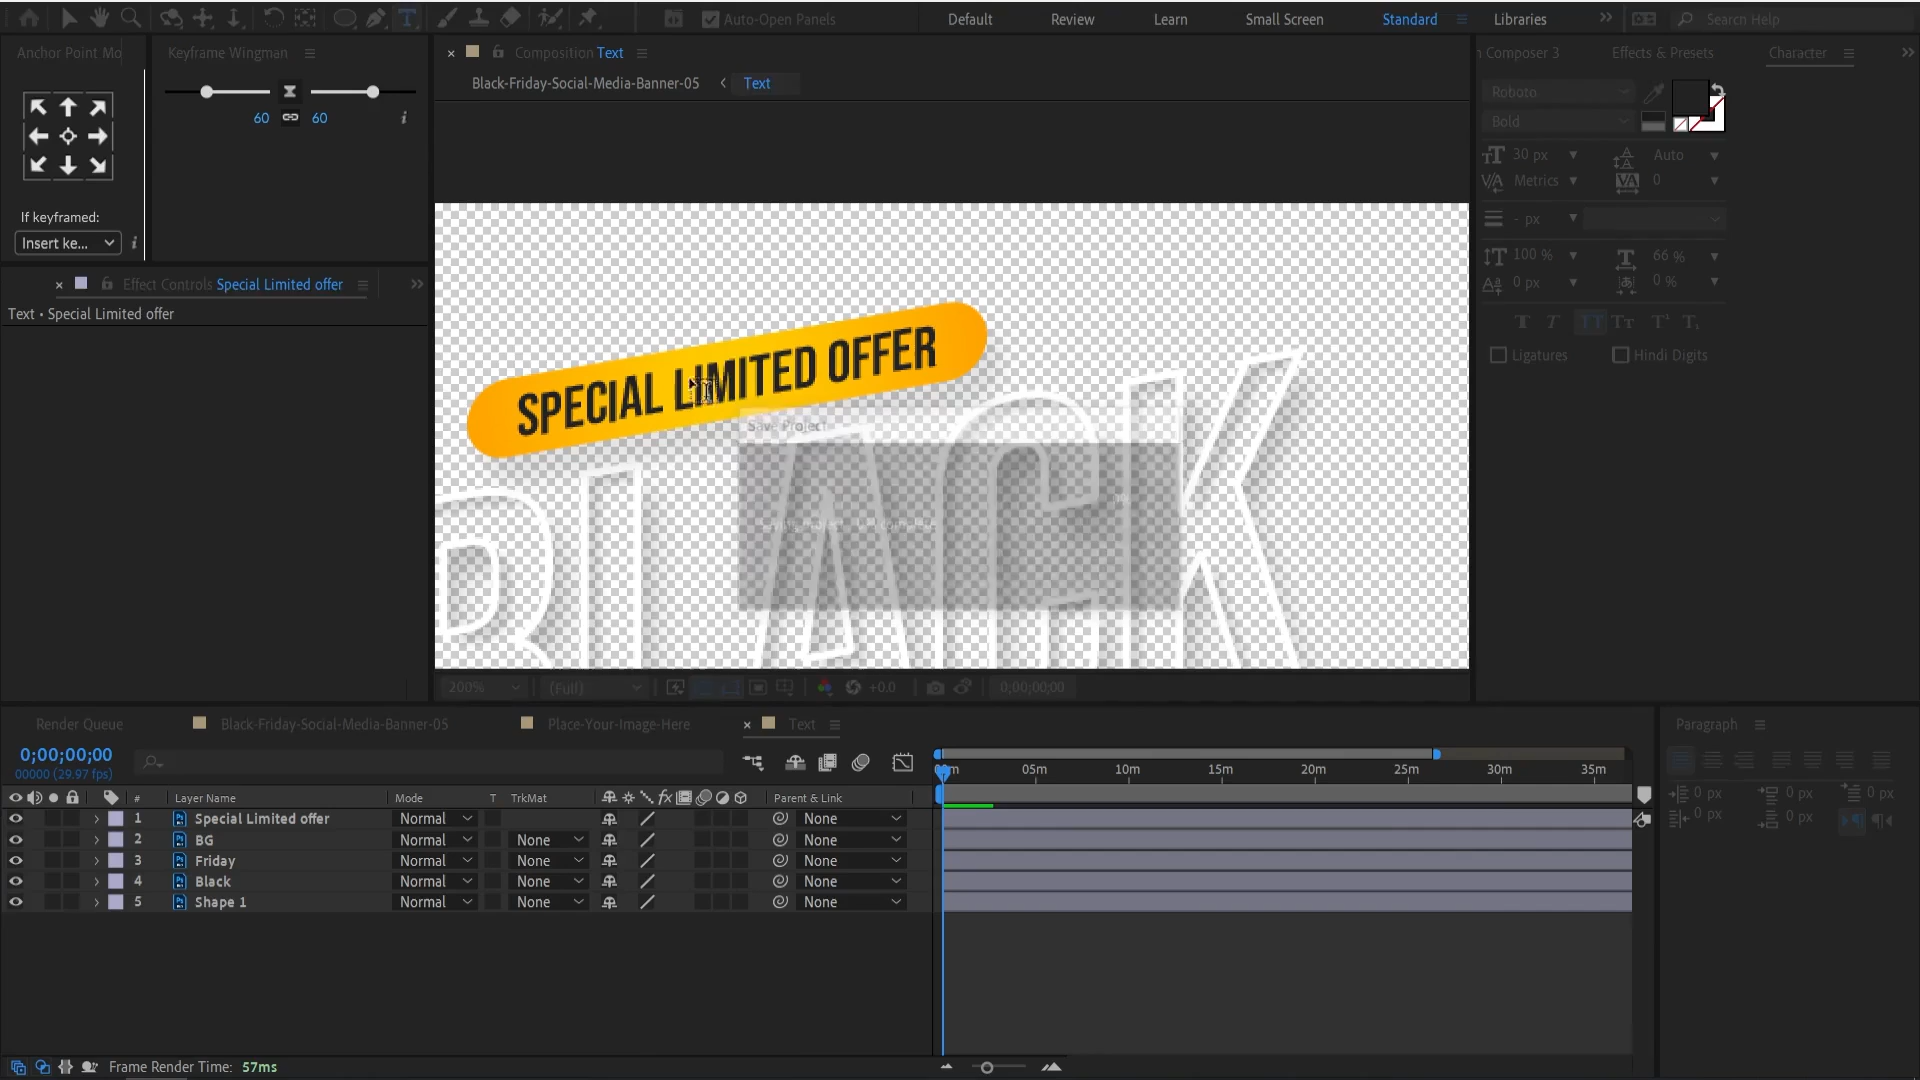 Auto-Open Panels
Default Review Learn Small Screen Standard Libraries Search Help
Anchor Point Mo Keyframe Wingman
Composition Text
n Composer 3 Effects & Presets Character
Black-Friday-Social-Media-Banner-05 < Text
60 60
Roboto
Bold
30 px Auto
Metrics 0
- px
100 % 66 %
0 px 0 %
Ligatures Hindi Digits
If keyframed:
Insert ke...
Effect Controls Special Limited offer
Text • Special Limited offer
SPECIAL LIMITED OFFER
Save Project
BLACK
200% (Full) +0.0 0;00;00;00
Render Queue Black-Friday-Social-Media-Banner-05 Place-Your-Image-Here Text
Paragraph
0;00;00;00
00000 (29.97 fps)
05m 10m 15m 20m 25m 30m 35m
# Layer Name Mode T TrkMat Parent & Link
1 Special Limited offer Normal None
2 BG Normal None None
3 Friday Normal None None
4 Black Normal None None
5 Shape 1 Normal None None
0 px 0 px 0 px
0 px 0 px
Frame Render Time: 57ms